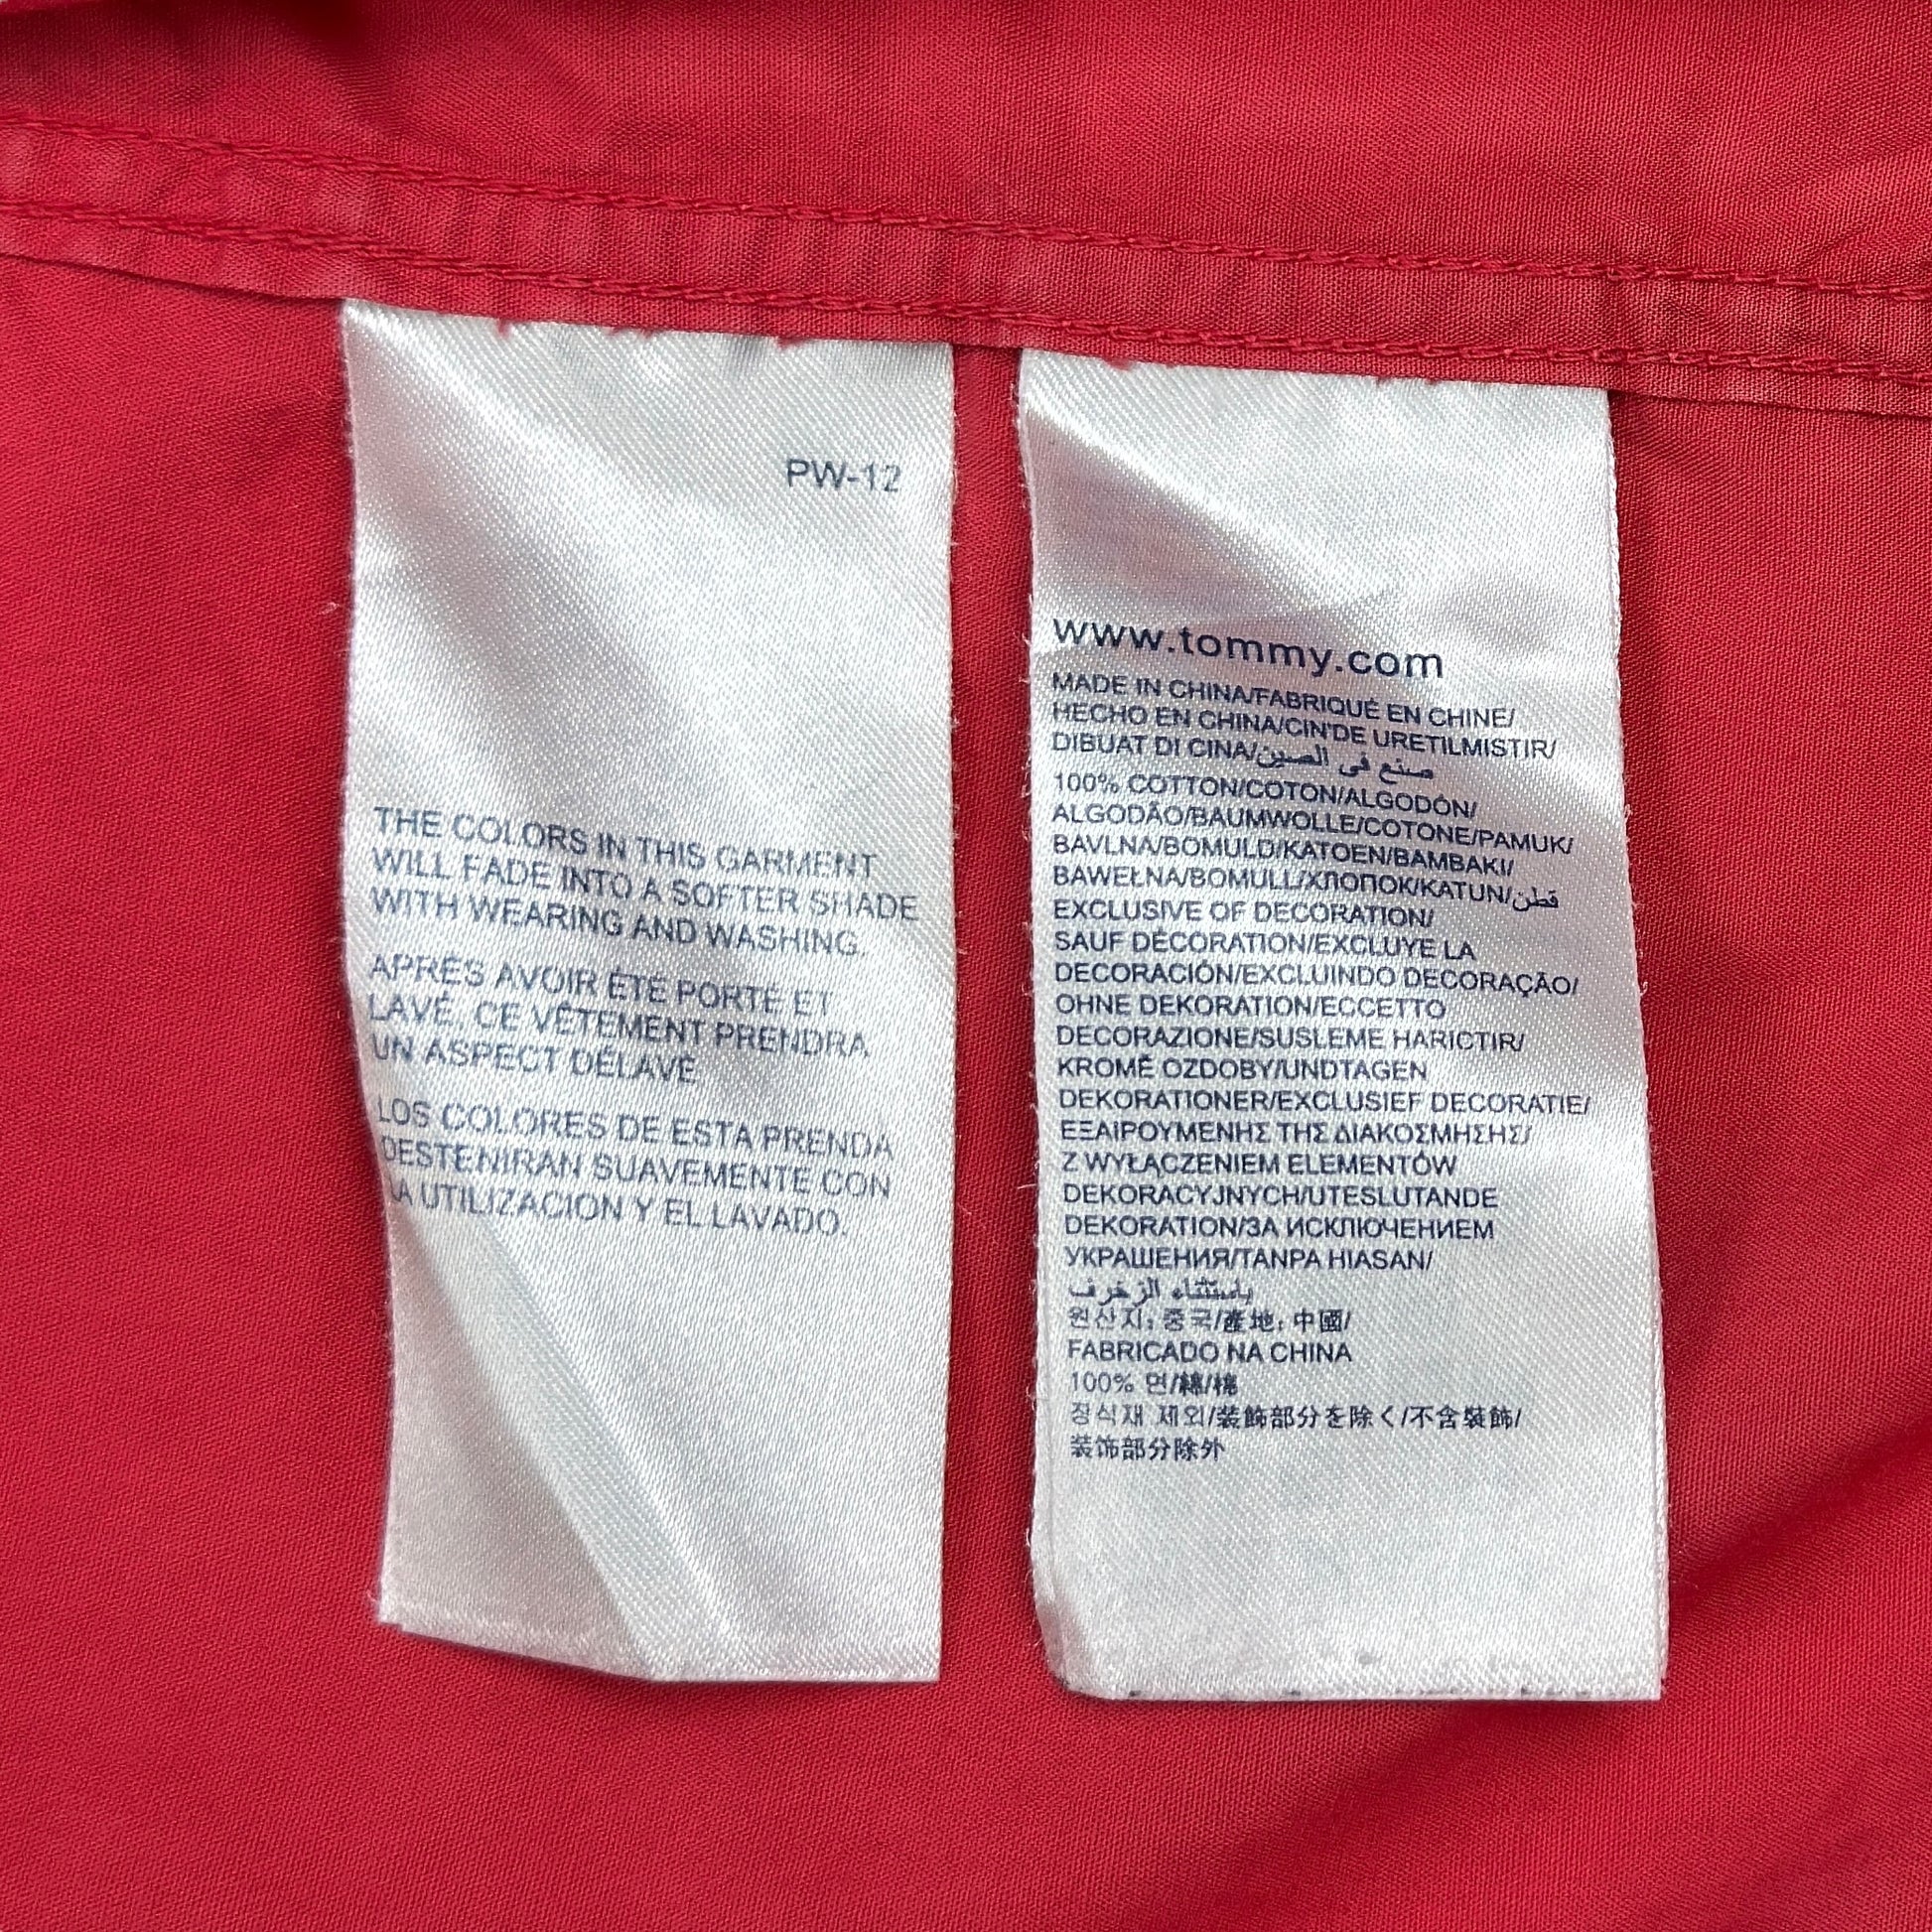 PW-12
THE COLORS IN THIS GARMENT
WILL FADE INTO A SOFTER SHADE
WITH WEARING AND WASHING.
APRÉS AVOIR ÉTÉ PORTÉ ET
LAVÉ, CE VÊTEMENT PRENDRA
UN ASPECT DÉLAVÉ
LOS COLORES DE ESTA PRENDA
DESTENIRAN SUAVEMENTE CON
LA UTILIZACION Y EL LAVADO.
www.tommy.com
MADE IN CHINA/FABRIQUÉ EN CHINE/
HECHO EN CHINA/CIN'DE URETILMISTIR/
DIBUAT DI CINA/صنع في الصين
100% COTTON/COTON/ALGODÓN/
ALGODÃO/BAUMWOLLE/COTONE/PAMUK/
BAVLNA/BOMULD/KATOEN/BAMBAKI/
BAWEŁNA/BOMULL/ХЛОПОК/KATUN/قطن
EXCLUSIVE OF DECORATION/
SAUF DÉCORATION/EXCLUYE LA
DECORACIÓN/EXCLUINDO DECORAÇÃO/
OHNE DEKORATION/ECCETTO
DECORAZIONE/SUSLEME HARICTIR/
KROMĚ OZDOBY/UNDTAGEN
DEKORATIONER/EXCLUSIEF DECORATIE/
ΕΞΑΙΡΟΥΜΕΝΗΣ ΤΗΣ ΔΙΑΚΟΣΜΗΣΗΣ/
Z WYŁĄCZENIEM ELEMENTÓW
DEKORACYJNYCH/UTESLUTANDE
DEKORATION/ЗА ИСКЛЮЧЕНИЕМ
УКРАШЕНИЯ/TANPA HIASAN/
باستثناء الزخرف
원산지: 중국/產地: 中國/
FABRICADO NA CHINA
100% 면/綿/棉
장식재 제외/装飾部分を除く/不含裝飾/
装饰部分除外